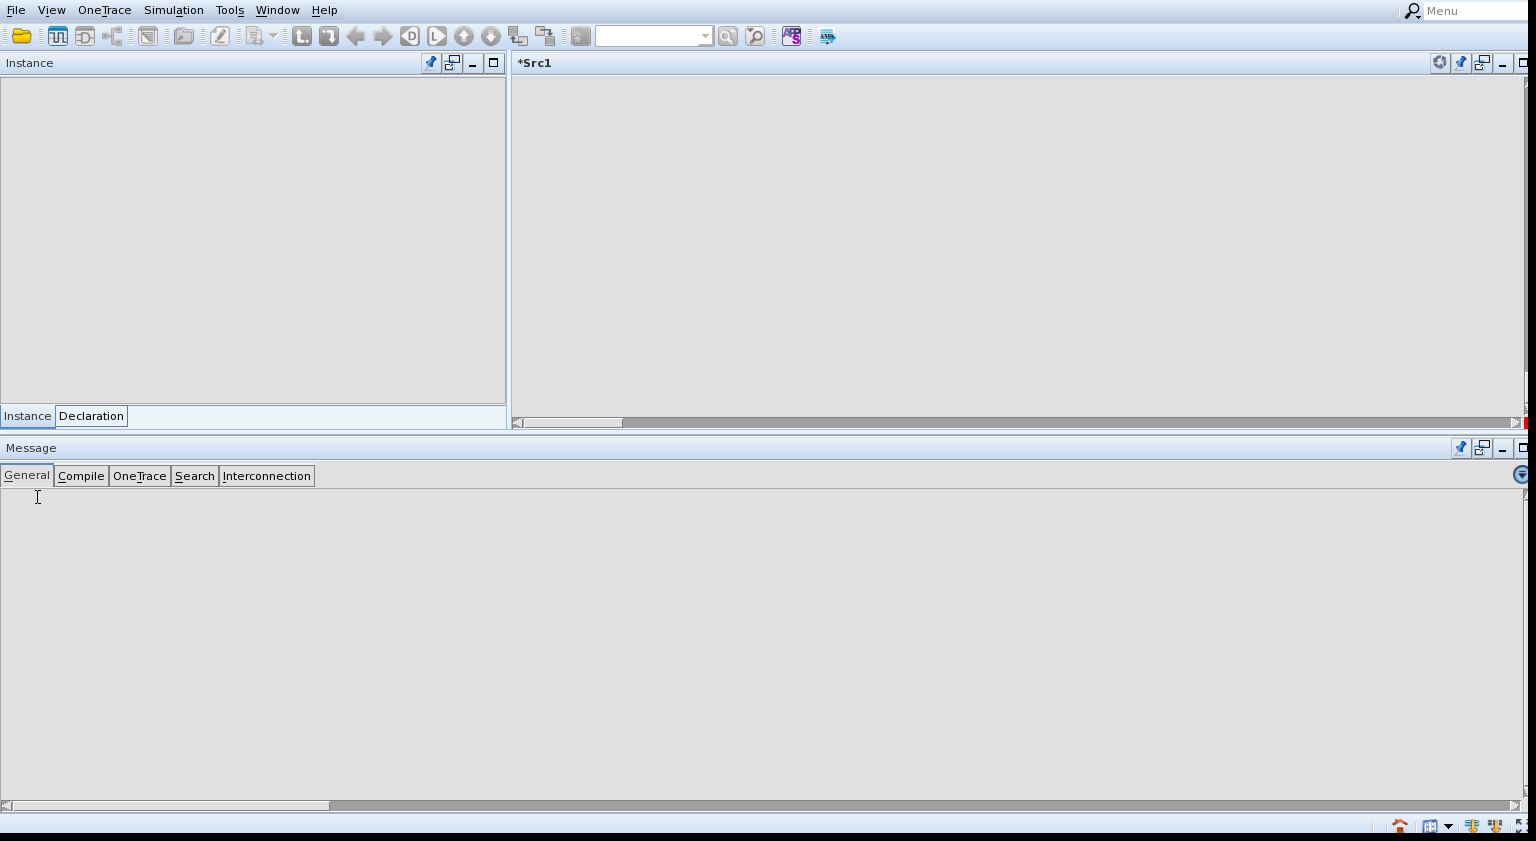 File View OneTrace Simulation Tools Window Help Menu
Instance *Src1
Instance Declaration
Message
General Compile OneTrace Search Interconnection